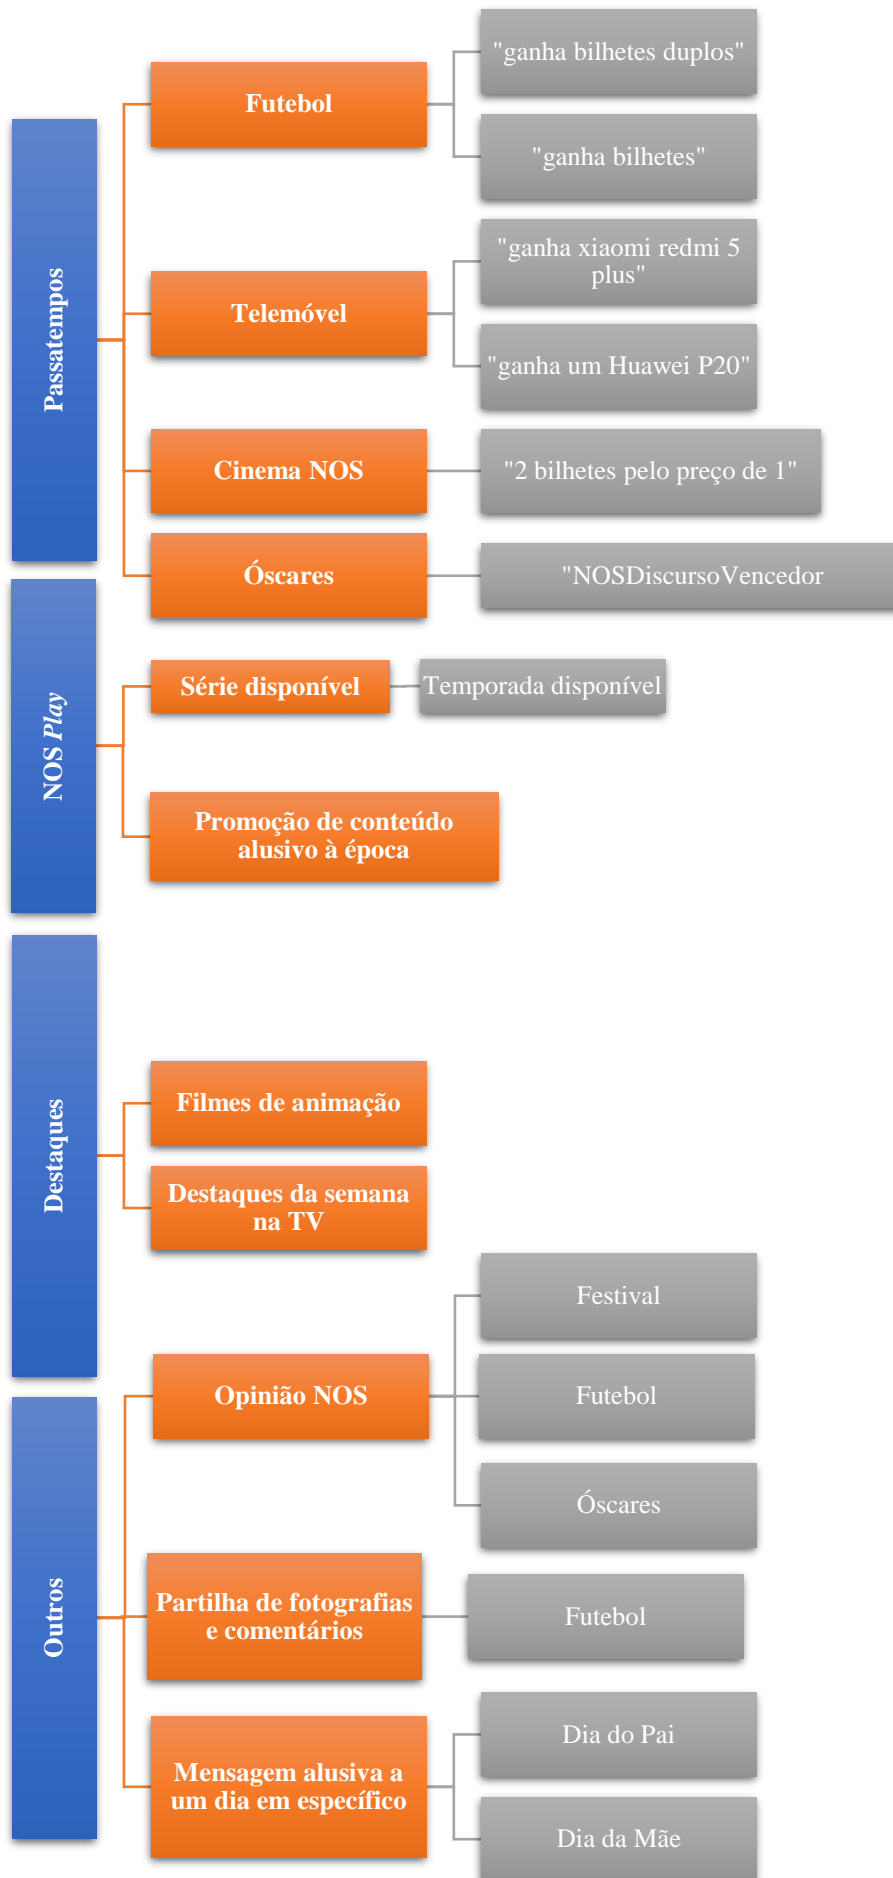 Passatempos
Futebol
"ganha bilhetes duplos"
"ganha bilhetes"
Telemóvel
"ganha xiaomi redmi 5
plus"
"ganha um Huawei P20"
Cinema NOS
"2 bilhetes pelo preço de 1"
Óscares
"NOSDiscursoVencedor
NOS Play
Série disponível
Temporada disponível
Promoção de conteúdo
alusivo à época
Destaques
Filmes de animação
Destaques da semana
na TV
Outros
Opinião NOS
Festival
Futebol
Óscares
Partilha de fotografias
e comentários
Futebol
Mensagem alusiva a
um dia em específico
Dia do Pai
Dia da Mãe